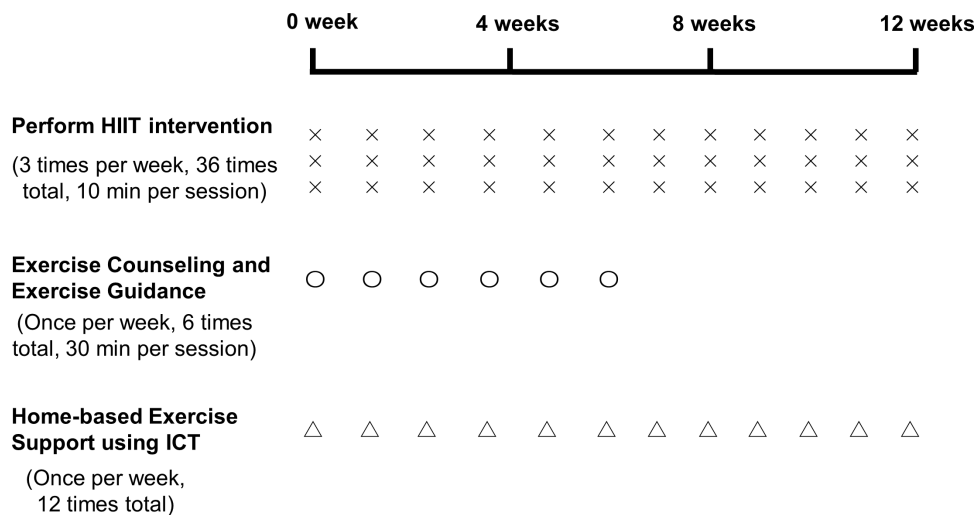 0 week 4 weeks 8 weeks 12 weeks
Perform HIIT intervention
(3 times per week, 36 times
total, 10 min per session)
Exercise Counseling and
Exercise Guidance
(Once per week, 6 times
total, 30 min per session)
Home-based Exercise
Support using ICT
(Once per week,
12 times total)